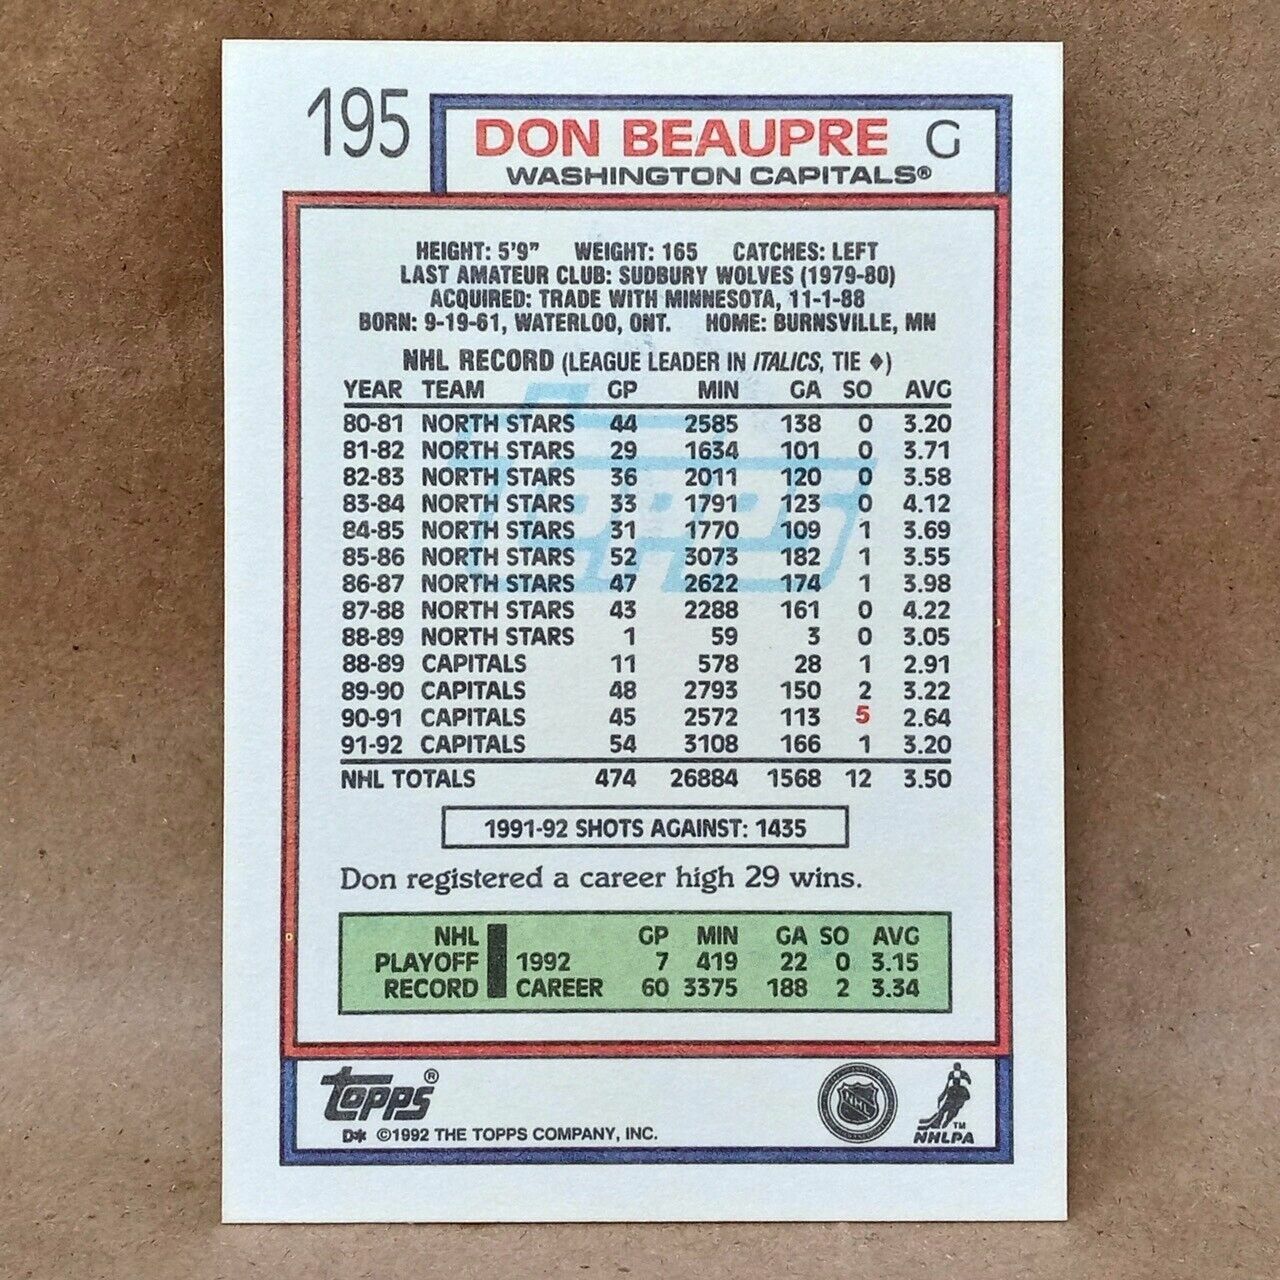 195
DON BEAUPRE G
WASHINGTON CAPITALS®
HEIGHT: 5'9" WEIGHT: 165 CATCHES: LEFT
LAST AMATEUR CLUB: SUDBURY WOLVES (1979-80)
ACQUIRED: TRADE WITH MINNESOTA, 11-1-88
BORN: 9-19-61, WATERLOO, ONT. HOME: BURNSVILLE, MN
NHL RECORD (LEAGUE LEADER IN ITALICS, TIE ♦)
YEAR TEAM GP MIN GA SO AVG
80-81 NORTH STARS 44 2585 138 0 3.20
81-82 NORTH STARS 29 1634 101 0 3.71
82-83 NORTH STARS 36 2011 120 0 3.58
83-84 NORTH STARS 33 1791 123 0 4.12
84-85 NORTH STARS 31 1770 109 1 3.69
85-86 NORTH STARS 52 3073 182 1 3.55
86-87 NORTH STARS 47 2622 174 1 3.98
87-88 NORTH STARS 43 2288 161 0 4.22
88-89 NORTH STARS 1 59 3 0 3.05
88-89 CAPITALS 11 578 28 1 2.91
89-90 CAPITALS 48 2793 150 2 3.22
90-91 CAPITALS 45 2572 113 5 2.64
91-92 CAPITALS 54 3108 166 1 3.20
NHL TOTALS 474 26884 1568 12 3.50
TOPPS
1991-92 SHOTS AGAINST: 1435
Don registered a career high 29 wins.
NHL GP MIN GA SO AVG
PLAYOFF 1992 7 419 22 0 3.15
RECORD CAREER 60 3375 188 2 3.34
TOPPS®
NHL
NHLPA™
D* ©1992 THE TOPPS COMPANY, INC.